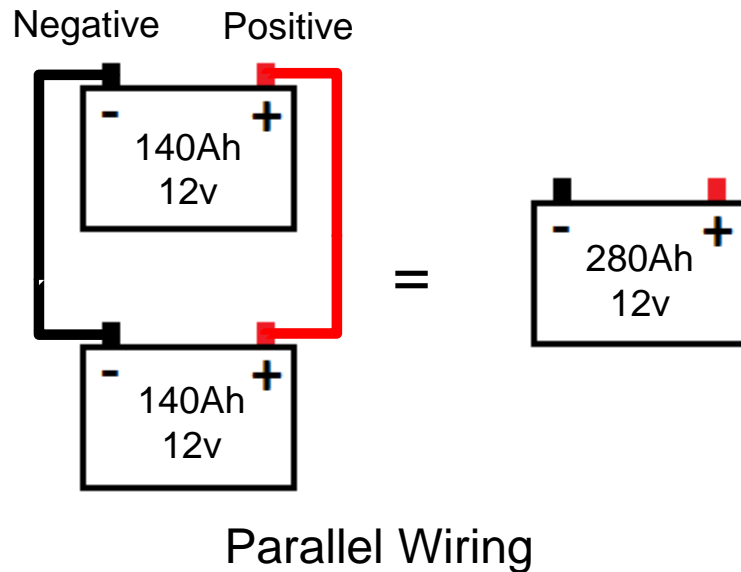 Negative Positive
- +
140Ah
12v
=
- +
280Ah
12v
- +
140Ah
12v
Parallel Wiring